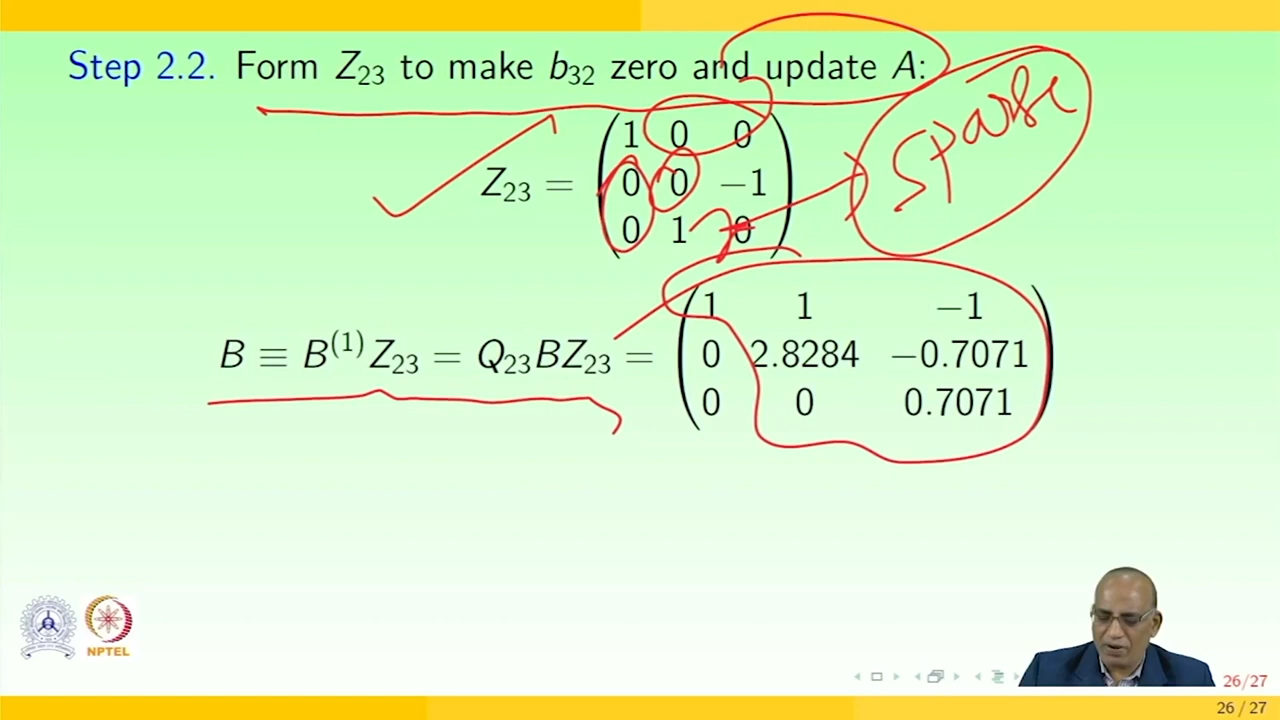 Step 2.2. Form Z₂₃ to make b₃₂ zero and update A:
Sparse
Z₂₃ = ( 1 0 0
0 0 −1
0 1 0 )
B ≡ B⁽¹⁾Z₂₃ = Q₂₃BZ₂₃ = ( 1 1 −1
0 2.8284 −0.7071
0 0 0.7071 )
NPTEL
26/27
26 / 27